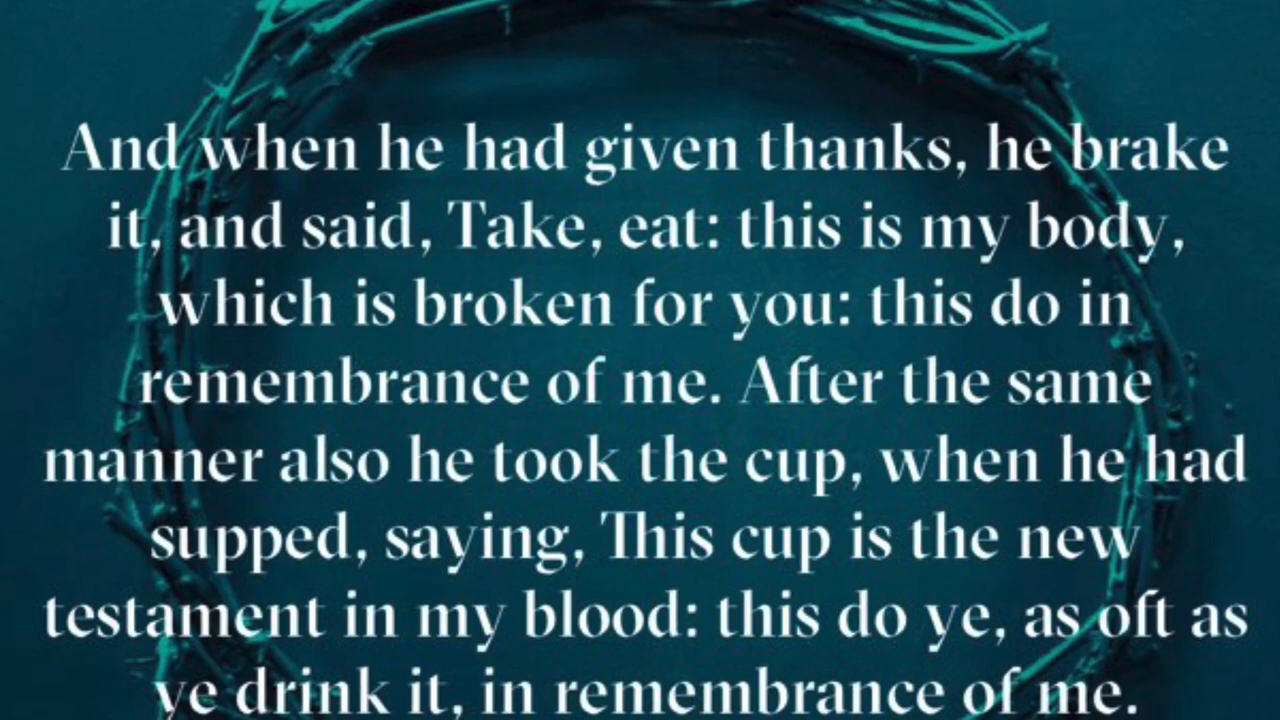 And when he had given thanks, he brake
it, and said, Take, eat: this is my body,
which is broken for you: this do in
remembrance of me. After the same
manner also he took the cup, when he had
supped, saying, This cup is the new
testament in my blood: this do ye, as oft as
ye drink it, in remembrance of me.